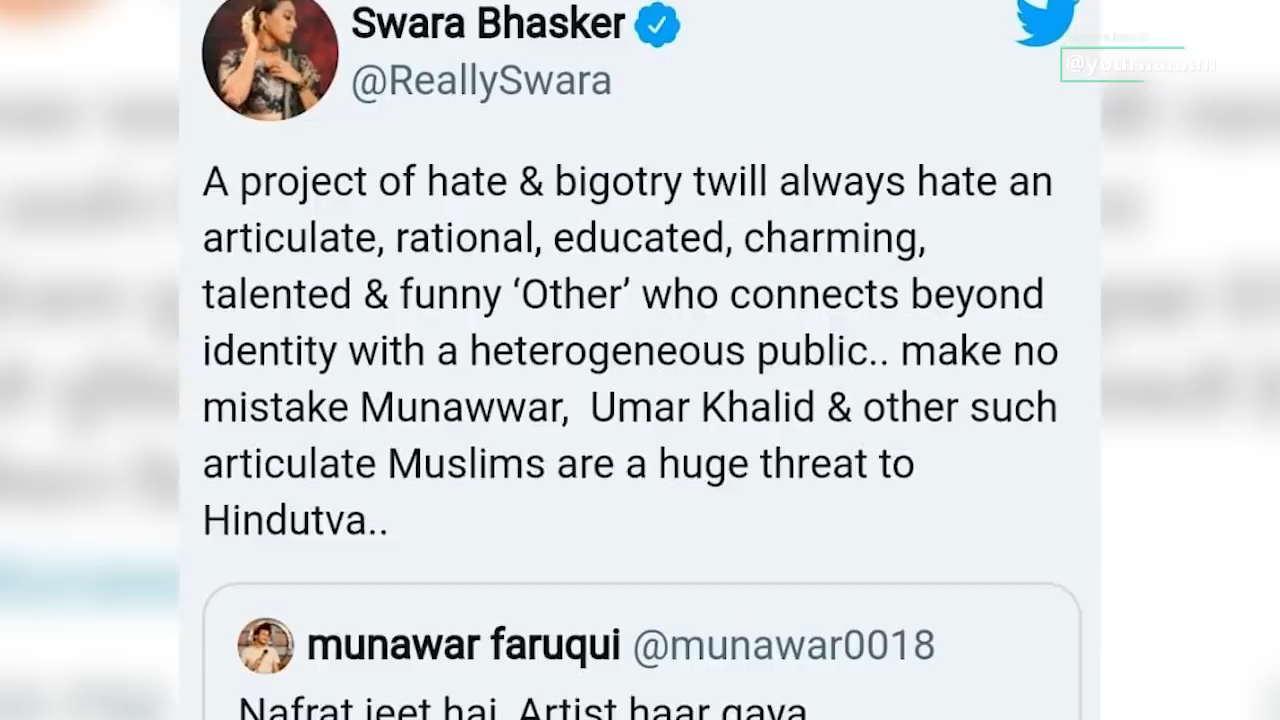 Swara Bhasker
@ReallySwara
A project of hate & bigotry twill always hate an
articulate, rational, educated, charming,
talented & funny ‘Other’ who connects beyond
identity with a heterogeneous public.. make no
mistake Munawwar,  Umar Khalid & other such
articulate Muslims are a huge threat to
Hindutva..
munawar faruqui @munawar0018
Nafrat jeet hai, Artist haar gaya